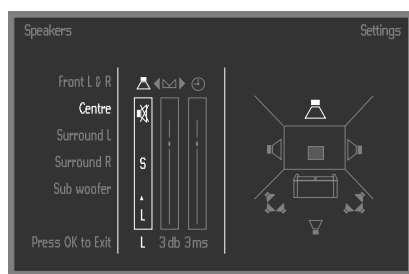 Speakers Settings
Front L & R
Centre
Surround L
S
Surround R
Sub woofer
L
Press OK to Exit L 3db 3ms